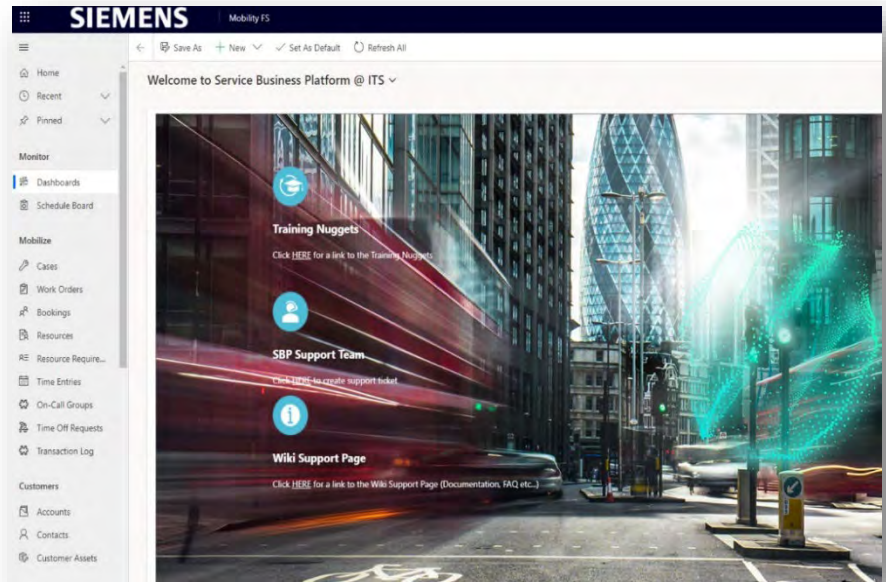 SIEMENS
Mobility FS
Save As
New
Set As Default
Refresh All
Home
Recent
Pinned
Monitor
Dashboards
Schedule Board
Mobilize
Cases
Work Orders
Bookings
Resources
RE Resource Require...
Time Entries
On-Call Groups
Time Off Requests
Transaction Log
Customers
Accounts
Contacts
Customer Assets
Welcome to Service Business Platform @ ITS
Training Nuggets
Click HERE for a link to the Training Nuggets
SBP Support Team
Click HERE to create support ticket
Wiki Support Page
Click HERE for a link to the Wiki Support Page (Documentation, FAQ etc..)